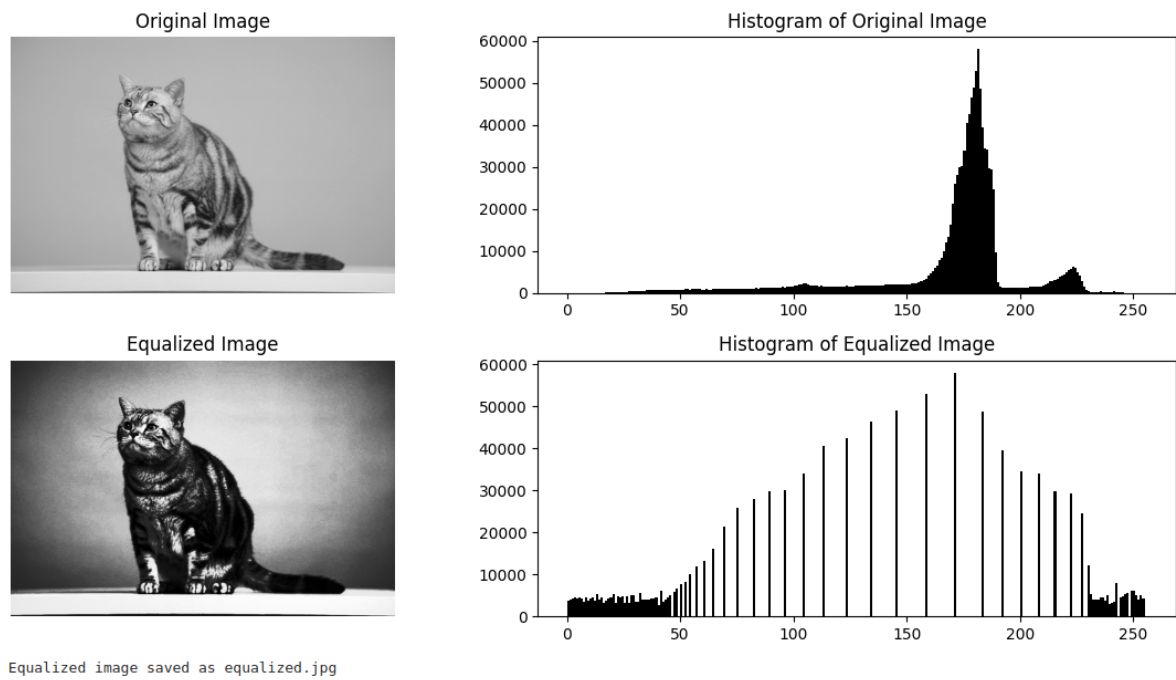 Original Image
Histogram of Original Image
60000
50000
40000
30000
20000
10000
0
0 50 100 150 200 250
Equalized Image
Histogram of Equalized Image
60000
50000
40000
30000
20000
10000
0
0 50 100 150 200 250
Equalized image saved as equalized.jpg